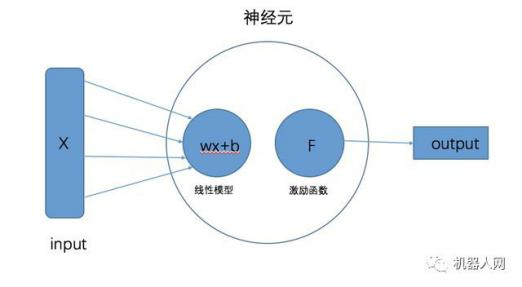 神经元
X
wx+b
F
output
线性模型
激励函数
input
机器人网